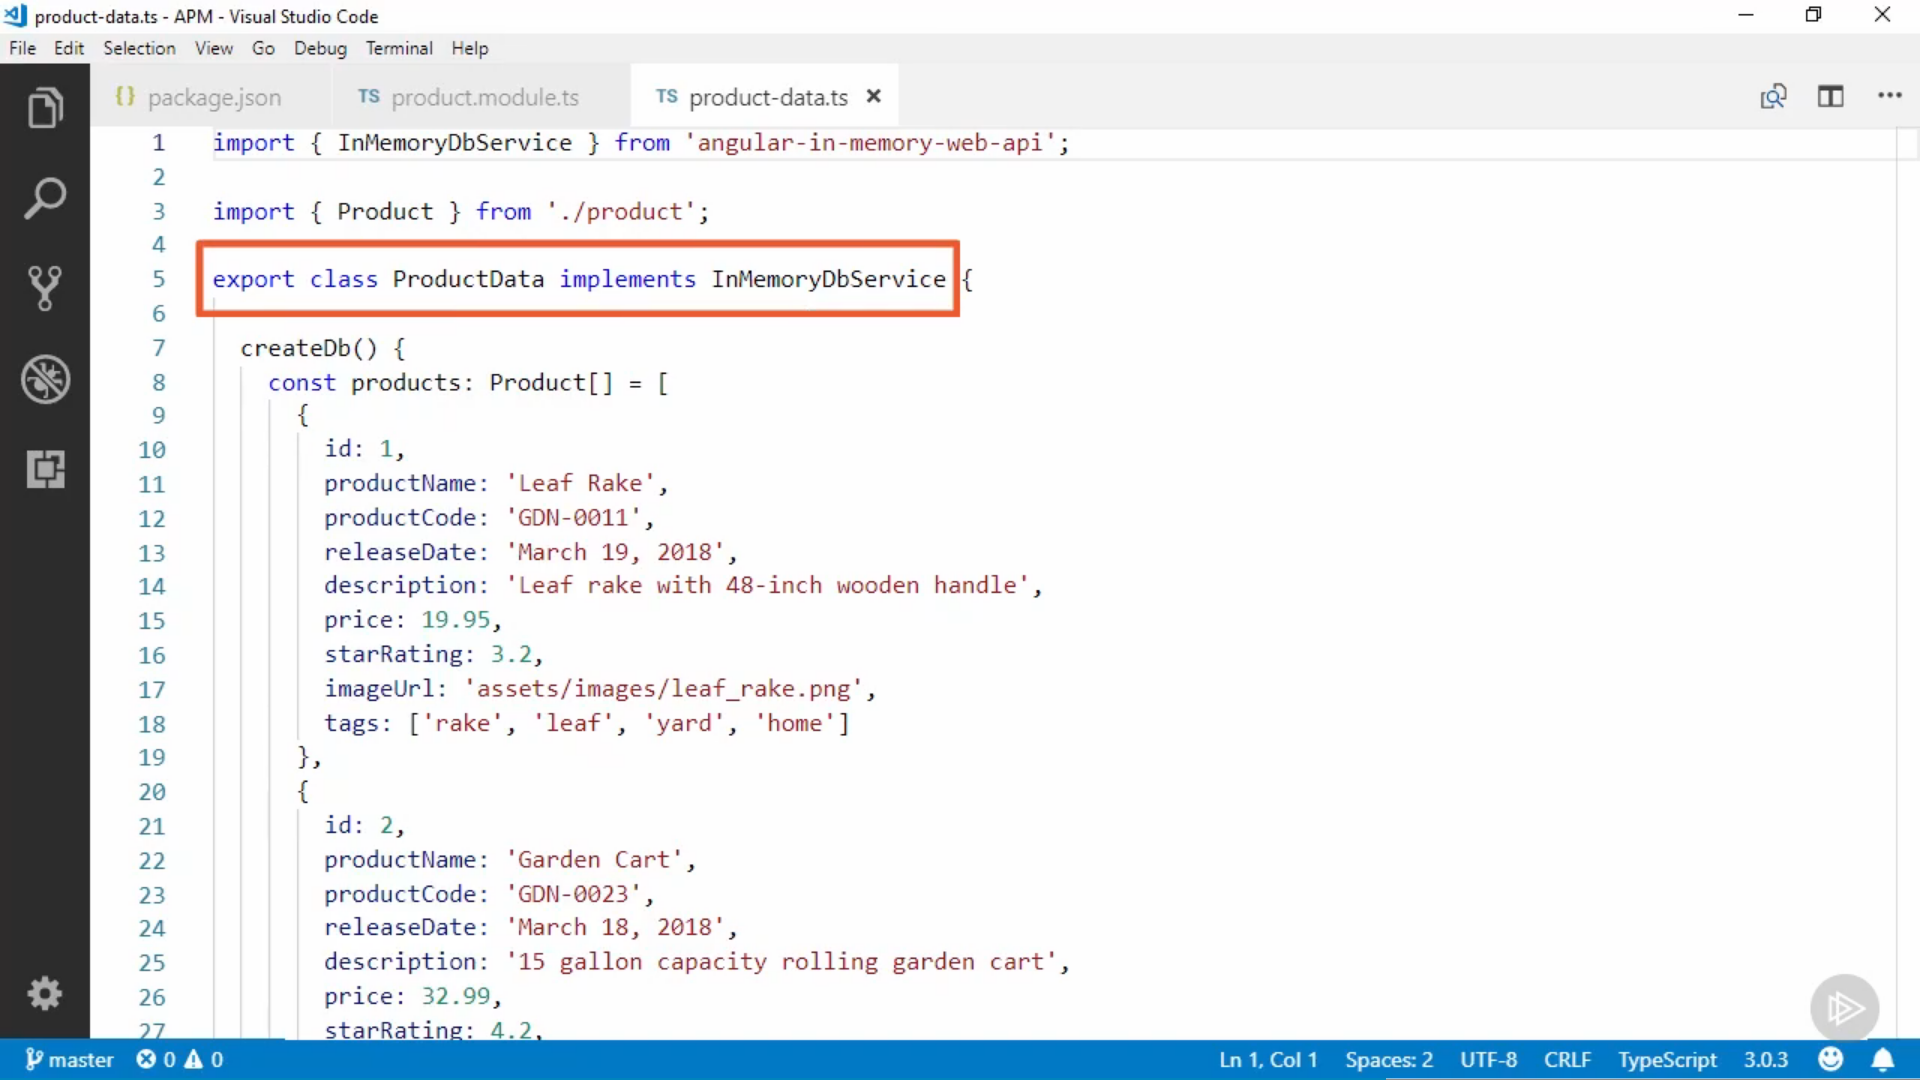 product-data.ts - APM - Visual Studio Code
File Edit Selection View Go Debug Terminal Help
{} package.json TS product.module.ts TS product-data.ts
1 import { InMemoryDbService } from 'angular-in-memory-web-api';
2
3 import { Product } from './product';
4
5 export class ProductData implements InMemoryDbService {
6
7 createDb() {
8 const products: Product[] = [
9 {
10 id: 1,
11 productName: 'Leaf Rake',
12 productCode: 'GDN-0011',
13 releaseDate: 'March 19, 2018',
14 description: 'Leaf rake with 48-inch wooden handle',
15 price: 19.95,
16 starRating: 3.2,
17 imageUrl: 'assets/images/leaf_rake.png',
18 tags: ['rake', 'leaf', 'yard', 'home']
19 },
20 {
21 id: 2,
22 productName: 'Garden Cart',
23 productCode: 'GDN-0023',
24 releaseDate: 'March 18, 2018',
25 description: '15 gallon capacity rolling garden cart',
26 price: 32.99,
27 starRating: 4.2,
master 0 0 Ln 1, Col 1 Spaces: 2 UTF-8 CRLF TypeScript 3.0.3